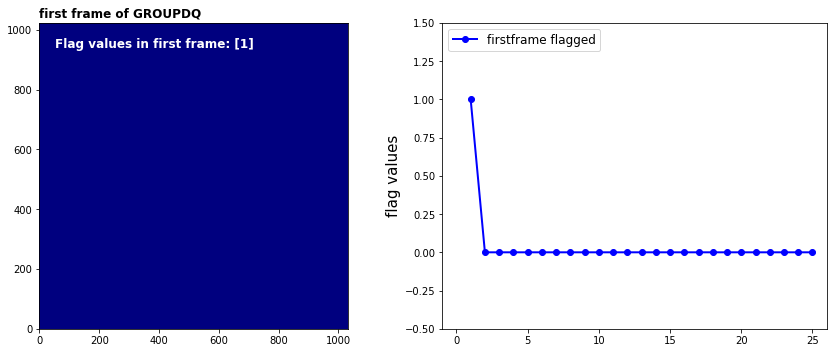 first frame of GROUPDQ
Flag values in first frame: [1]
1000
800
600
400
200
0
0 200 400 600 800 1000
firstframe flagged
flag values
1.50
1.25
1.00
0.75
0.50
0.25
0.00
−0.25
−0.50
0 5 10 15 20 25